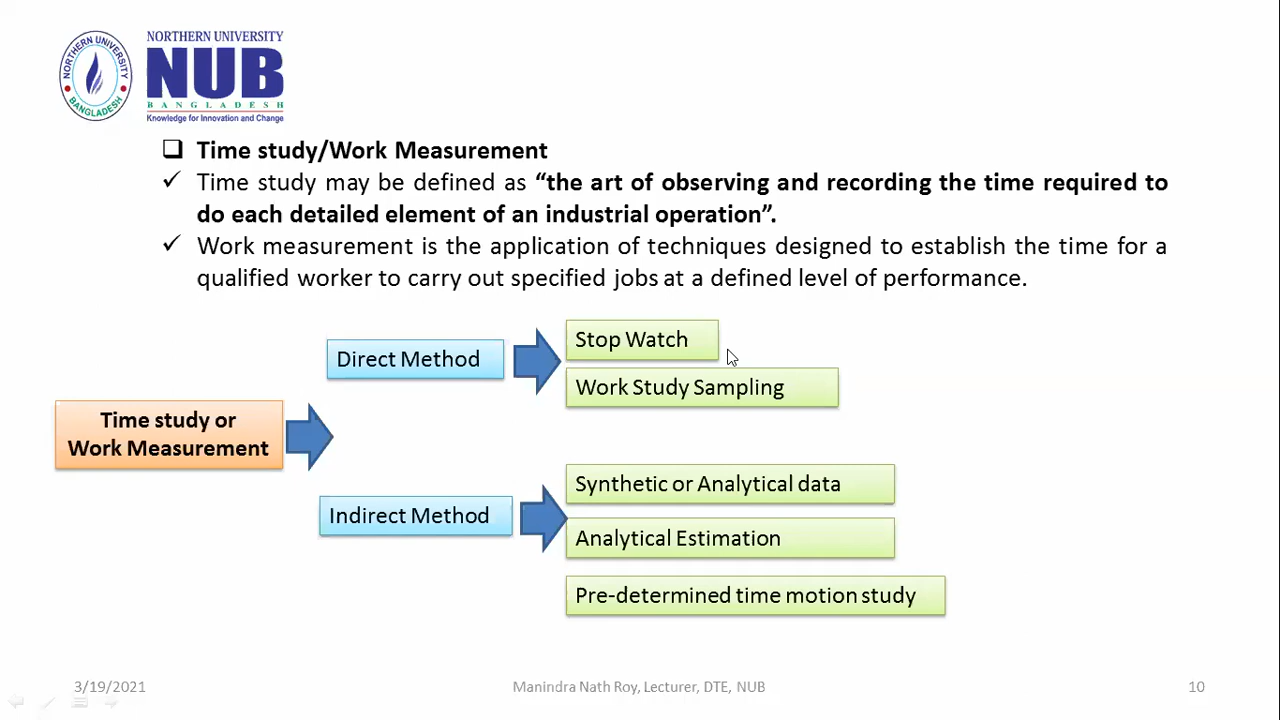 NORTHERN UNIVERSITY
BANGLADESH
NORTHERN UNIVERSITY
NUB
BANGLADESH
Knowledge for Innovation and Change
Time study/Work Measurement
Time study may be defined as “the art of observing and recording the time required to
do each detailed element of an industrial operation”.
Work measurement is the application of techniques designed to establish the time for a
qualified worker to carry out specified jobs at a defined level of performance.
Time study or
Work Measurement
Direct Method
Stop Watch
Work Study Sampling
Indirect Method
Synthetic or Analytical data
Analytical Estimation
Pre-determined time motion study
3/19/2021
Manindra Nath Roy, Lecturer, DTE, NUB
10